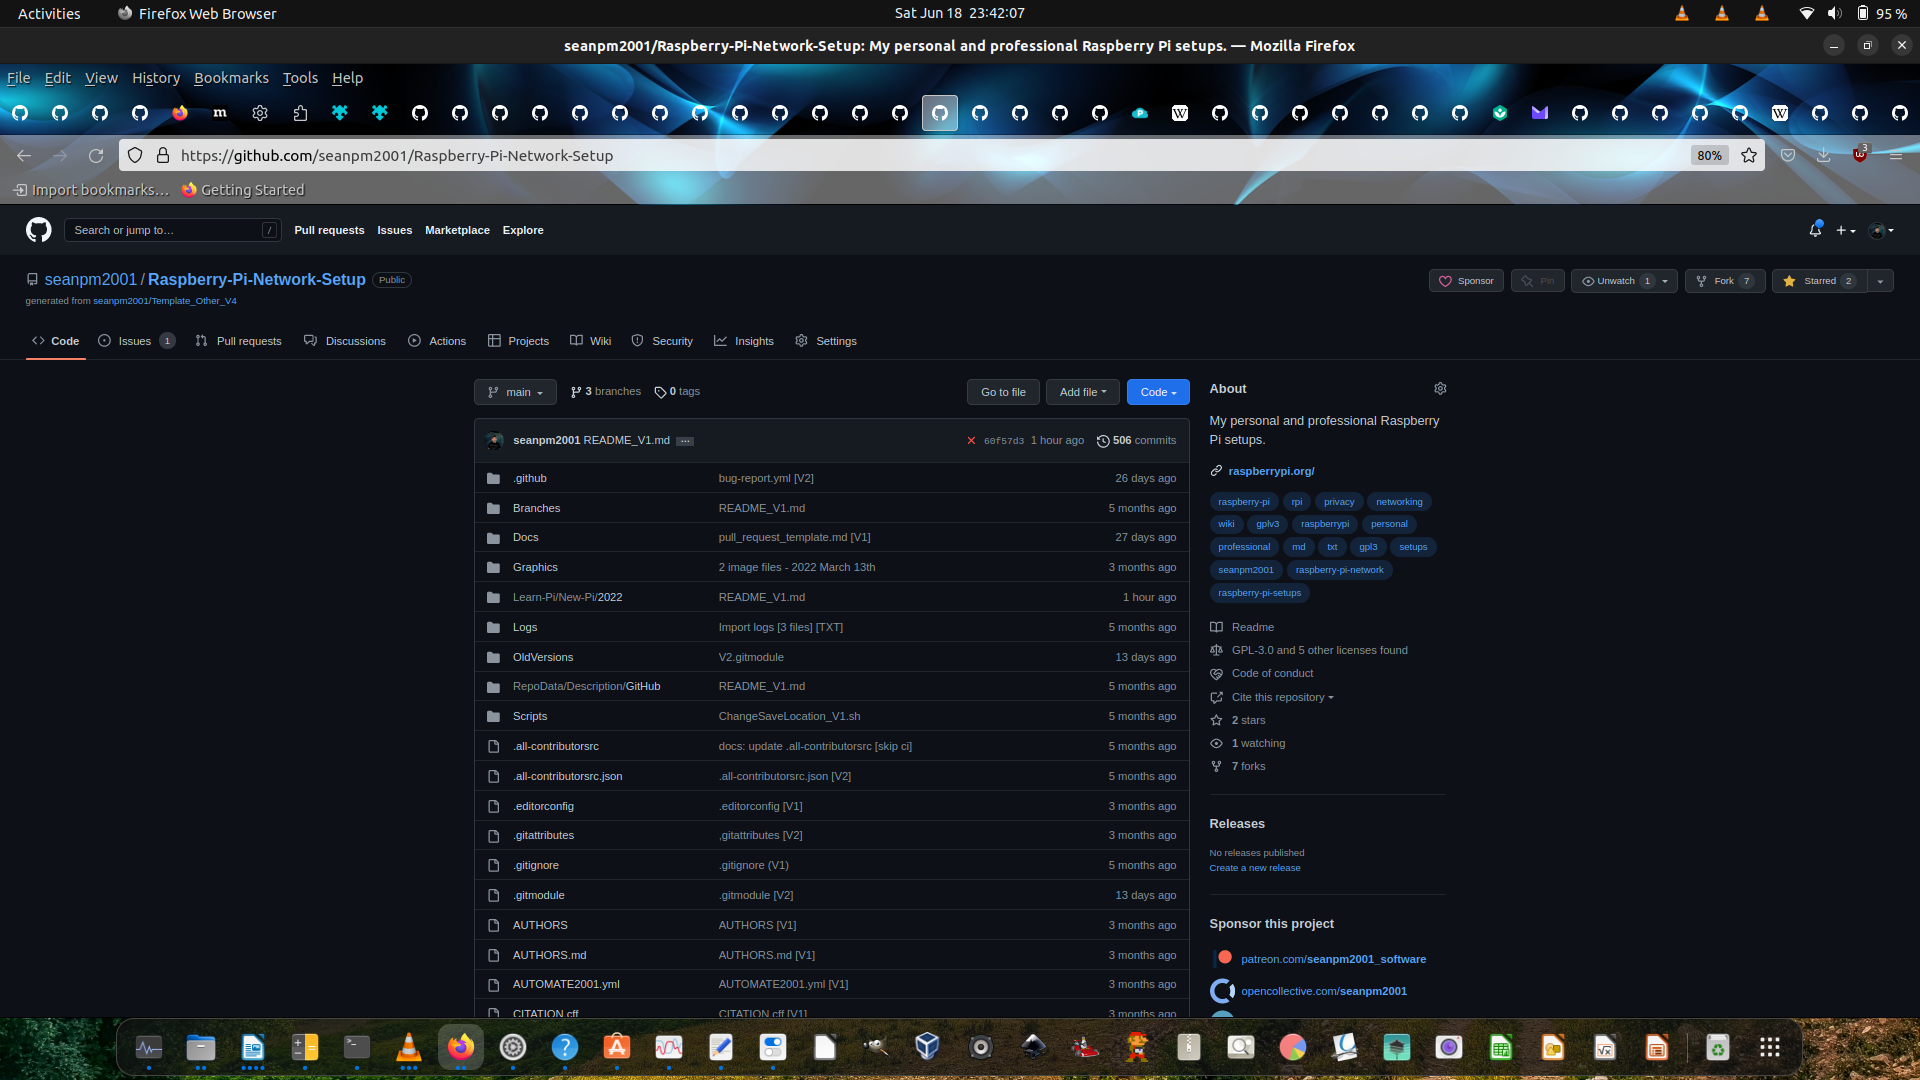 Activities Firefox Web Browser Sat Jun 18 23:42:07 95 %
seanpm2001/Raspberry-Pi-Network-Setup: My personal and professional Raspberry Pi setups. — Mozilla Firefox
File Edit View History Bookmarks Tools Help
https://github.com/seanpm2001/Raspberry-Pi-Network-Setup 80% 3
Import bookmarks… Getting Started
Search or jump to… / Pull requests Issues Marketplace Explore
seanpm2001 / Raspberry-Pi-Network-Setup Public Sponsor Pin Unwatch 1 Fork 7 Starred 2
generated from seanpm2001/Template_Other_V4
Code Issues 1 Pull requests Discussions Actions Projects Wiki Security Insights Settings
main 3 branches 0 tags Go to file Add file Code
seanpm2001 README_V1.md ... 60f57d3 1 hour ago 506 commits
.github bug-report.yml [V2] 26 days ago
Branches README_V1.md 5 months ago
Docs pull_request_template.md [V1] 27 days ago
Graphics 2 image files - 2022 March 13th 3 months ago
Learn-Pi/New-Pi/2022 README_V1.md 1 hour ago
Logs Import logs [3 files] [TXT] 5 months ago
OldVersions V2.gitmodule 13 days ago
RepoData/Description/GitHub README_V1.md 5 months ago
Scripts ChangeSaveLocation_V1.sh 5 months ago
.all-contributorsrc docs: update .all-contributorsrc [skip ci] 5 months ago
.all-contributorsrc.json .all-contributorsrc.json [V2] 5 months ago
.editorconfig .editorconfig [V1] 3 months ago
.gitattributes ,gitattributes [V2] 3 months ago
.gitignore .gitignore (V1) 5 months ago
.gitmodule .gitmodule [V2] 13 days ago
AUTHORS AUTHORS [V1] 3 months ago
AUTHORS.md AUTHORS.md [V1] 3 months ago
AUTOMATE2001.yml AUTOMATE2001.yml [V1] 3 months ago
CITATION.cff CITATION.cff [V1] 3 months ago
About
My personal and professional Raspberry
Pi setups.
raspberrypi.org/
raspberry-pi rpi privacy networking
wiki gplv3 raspberrypi personal
professional md txt gpl3 setups
seanpm2001 raspberry-pi-network
raspberry-pi-setups
Readme
GPL-3.0 and 5 other licenses found
Code of conduct
Cite this repository
2 stars
1 watching
7 forks
Releases
No releases published
Create a new release
Sponsor this project
patreon.com/seanpm2001_software
opencollective.com/seanpm2001